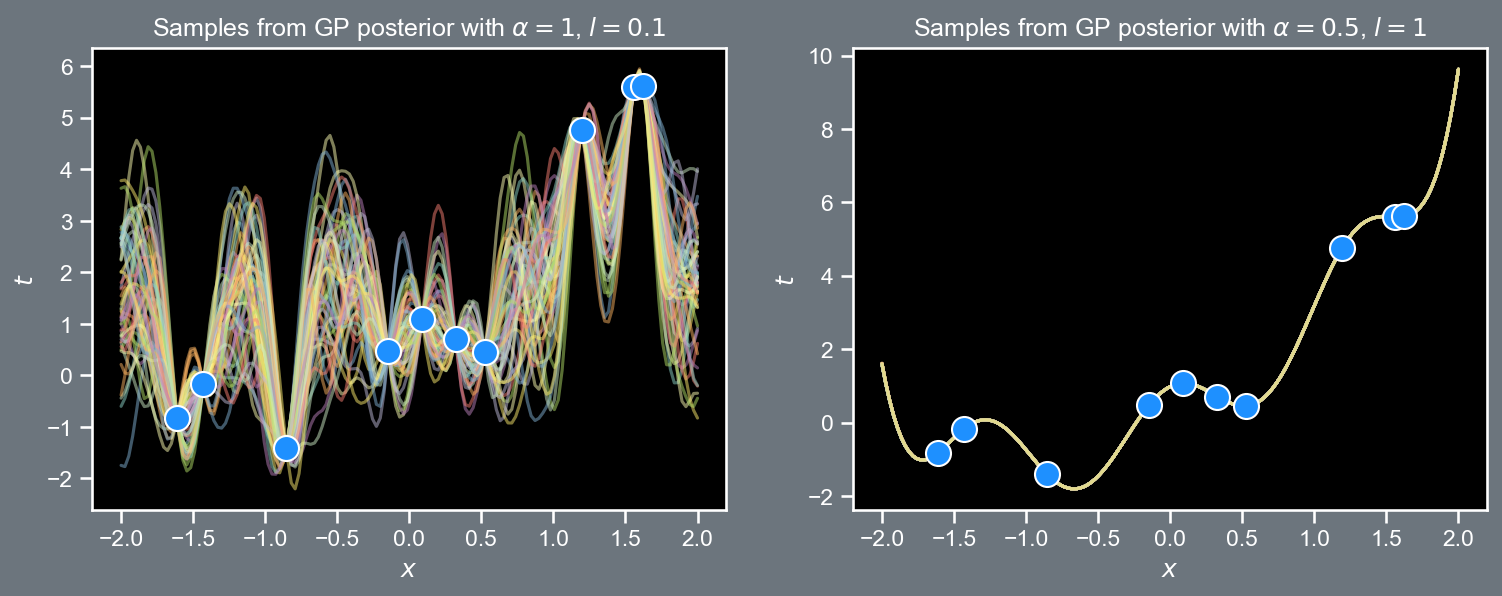 Samples from GP posterior with α = 1, l = 0.1
6
5
4
3
2
1
0
−1
−2
t
−2.0 −1.5 −1.0 −0.5 0.0 0.5 1.0 1.5 2.0
x
Samples from GP posterior with α = 0.5, l = 1
10
8
6
4
2
0
−2
t
−2.0 −1.5 −1.0 −0.5 0.0 0.5 1.0 1.5 2.0
x